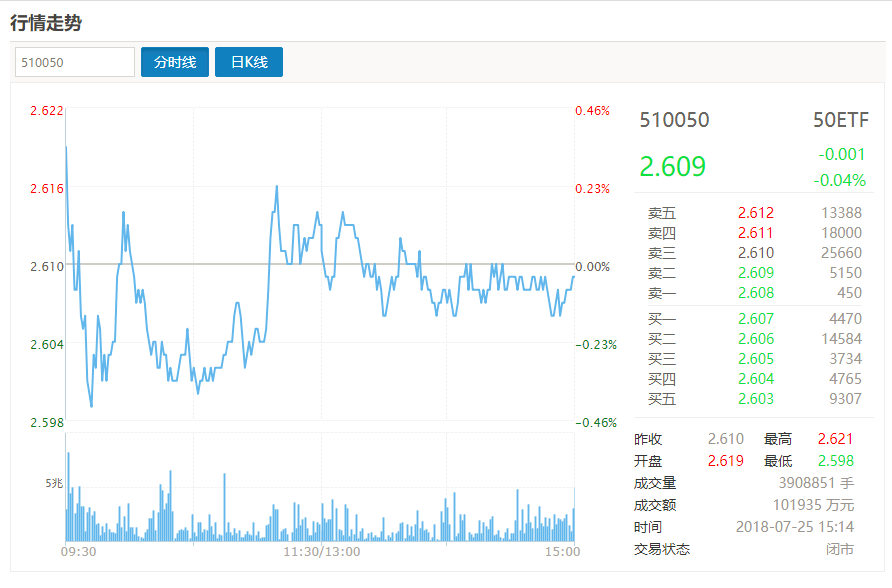 行情走势
510050 分时线 日K线
2.622 0.46%
2.616 0.23%
2.610 0.00%
2.604 -0.23%
2.598 -0.46%
5兆
09:30 11:30/13:00 15:00
510050 50ETF
2.609 -0.001
-0.04%
卖五 2.612 13388
卖四 2.611 18000
卖三 2.610 25660
卖二 2.609 5150
卖一 2.608 450
买一 2.607 4470
买二 2.606 14584
买三 2.605 3734
买四 2.604 4765
买五 2.603 9307
昨收 2.610 最高 2.621
开盘 2.619 最低 2.598
成交量 3908851 手
成交额 101935 万元
时间 2018-07-25 15:14
交易状态 闭市